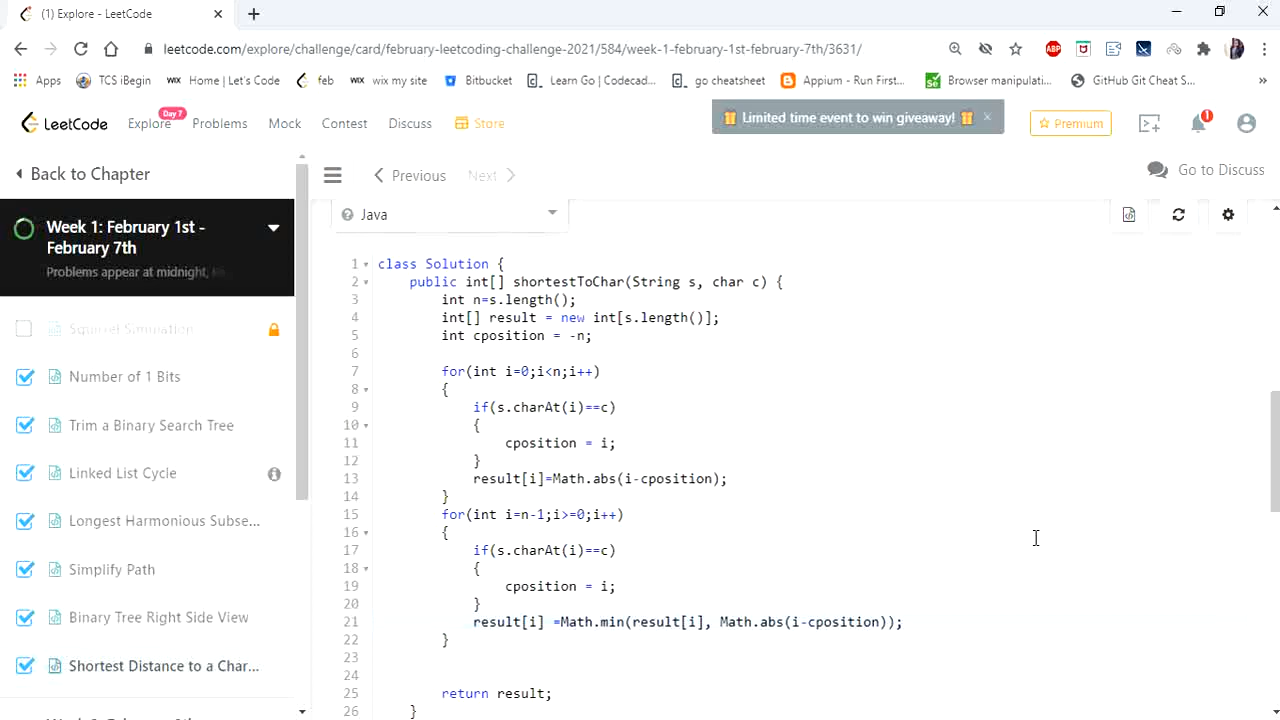 (1) Explore - LeetCode
leetcode.com/explore/challenge/card/february-leetcoding-challenge-2021/584/week-1-february-1st-february-7th/3631/
ABP
Apps TCS iBegin WIX Home | Let's Code feb WIX wix my site Bitbucket Learn Go | Codecad... go cheatsheet Appium - Run First... Browser manipulati... GitHub Git Cheat S... »
LeetCode Explore Day 7 Problems Mock Contest Discuss Store
Limited time event to win giveaway! ×
Premium
1
Back to Chapter
Previous Next
Go to Discuss
Week 1: February 1st -
February 7th
Problems appear at midnight,
Squirrel Simulation
Number of 1 Bits
Trim a Binary Search Tree
Linked List Cycle
Longest Harmonious Subse...
Simplify Path
Binary Tree Right Side View
Shortest Distance to a Char...
Java
1 class Solution {
2 public int[] shortestToChar(String s, char c) {
3 int n=s.length();
4 int[] result = new int[s.length()];
5 int cposition = -n;
6
7 for(int i=0;i<n;i++)
8 {
9 if(s.charAt(i)==c)
10 {
11 cposition = i;
12 }
13 result[i]=Math.abs(i-cposition);
14 }
15 for(int i=n-1;i>=0;i++)
16 {
17 if(s.charAt(i)==c)
18 {
19 cposition = i;
20 }
21 result[i] =Math.min(result[i], Math.abs(i-cposition));
22 }
23
24
25 return result;
26 }